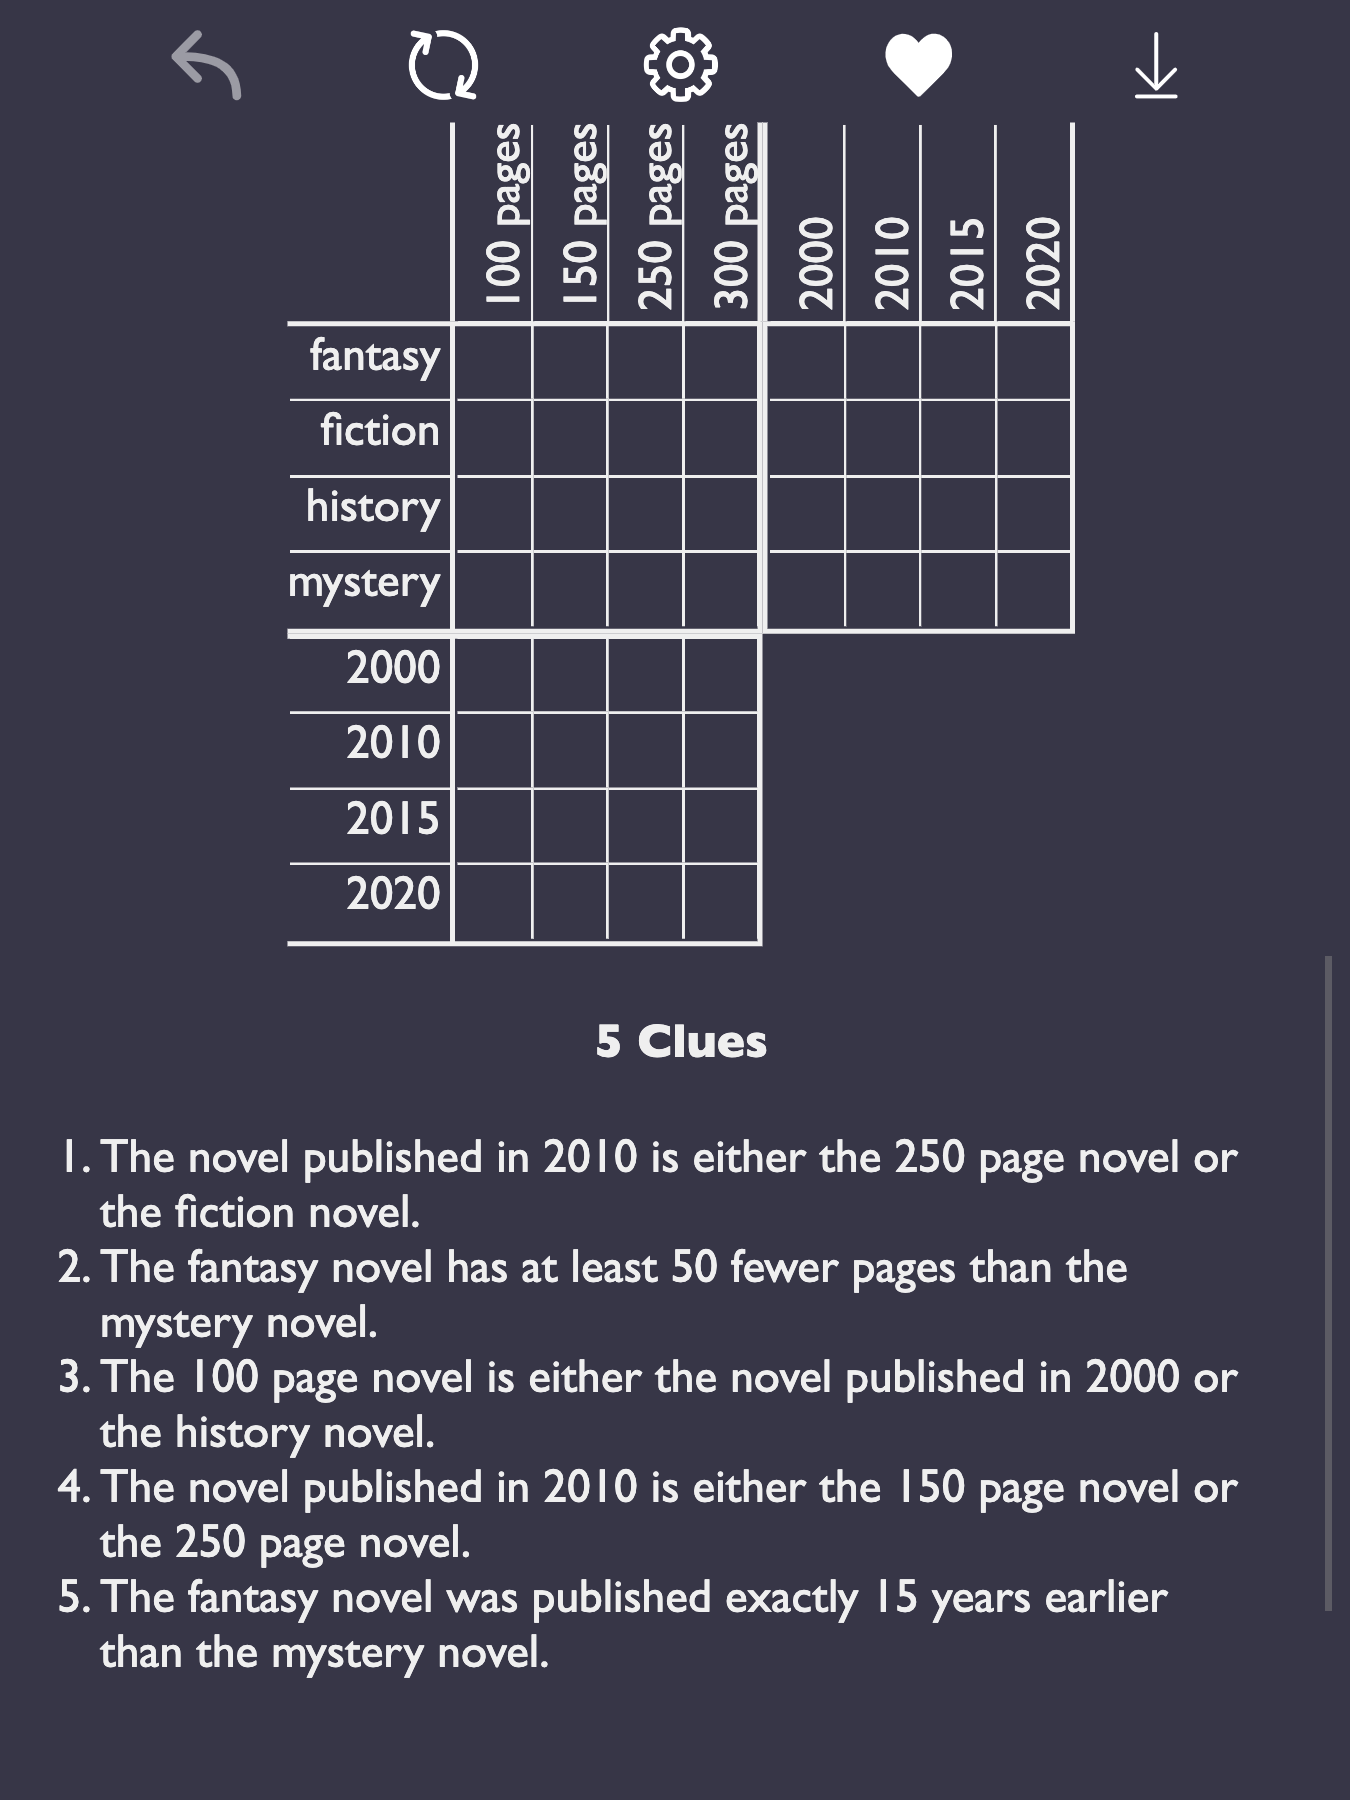 100 pages
150 pages
250 pages
300 pages
2000
2010
2015
2020
fantasy
fiction
history
mystery
2000
2010
2015
2020
5 Clues
1. The novel published in 2010 is either the 250 page novel or
the fiction novel.
2. The fantasy novel has at least 50 fewer pages than the
mystery novel.
3. The 100 page novel is either the novel published in 2000 or
the history novel.
4. The novel published in 2010 is either the 150 page novel or
the 250 page novel.
5. The fantasy novel was published exactly 15 years earlier
than the mystery novel.